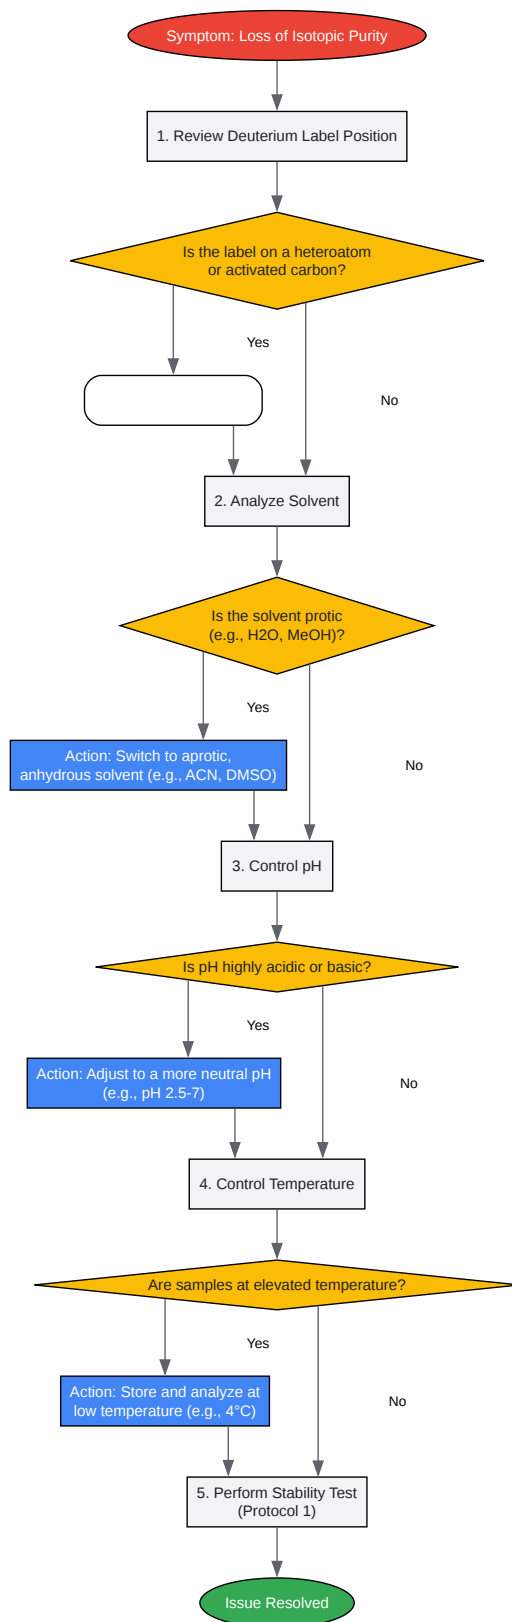 Symptom: Loss of Isotopic Purity
1. Review Deuterium Label Position
Is the label on a heteroatom
or activated carbon?
Yes
No
2. Analyze Solvent
Is the solvent protic
(e.g., H2O, MeOH)?
Yes
Action: Switch to aprotic,
anhydrous solvent (e.g., ACN, DMSO)
No
3. Control pH
Is pH highly acidic or basic?
Yes
Action: Adjust to a more neutral pH
(e.g., pH 2.5-7)
No
4. Control Temperature
Are samples at elevated temperature?
Yes
Action: Store and analyze at
low temperature (e.g., 4°C)
No
5. Perform Stability Test
(Protocol 1)
Issue Resolved